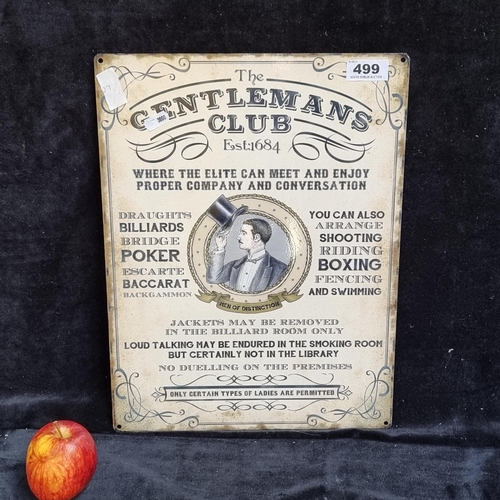 The
499
GENTLEMANS
CLUB
Est:1684
WHERE THE ELITE CAN MEET AND ENJOY
PROPER COMPANY AND CONVERSATION
DRAUGHTS
BILLIARDS
BRIDGE
POKER
ESCARTE
BACCARAT
BACKGAMMON
MEN OF DISTINCTION
YOU CAN ALSO
ARRANGE
SHOOTING
RIDING
BOXING
FENCING
AND SWIMMING
JACKETS MAY BE REMOVED
IN THE BILLIARD ROOM ONLY
LOUD TALKING MAY BE ENDURED IN THE SMOKING ROOM
BUT CERTAINLY NOT IN THE LIBRARY
NO DUELLING ON THE PREMISES
ONLY CERTAIN TYPES OF LADIES ARE PERMITTED